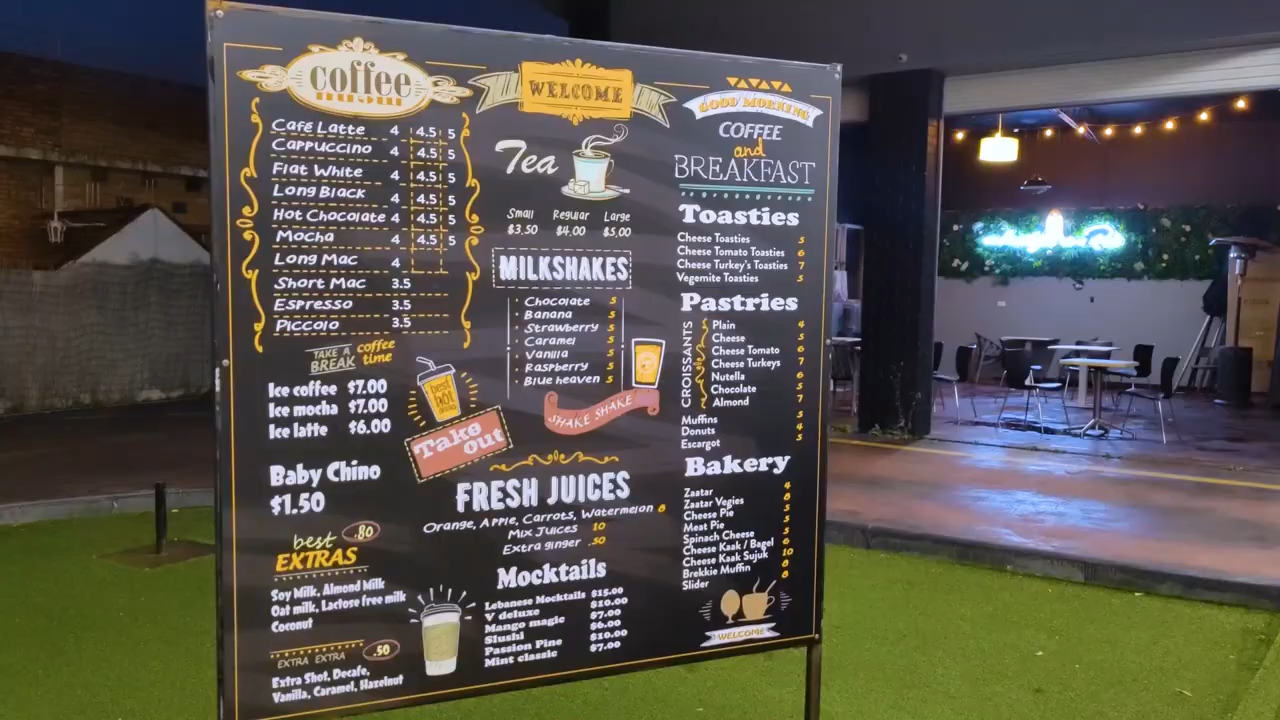 coffee
Café Latte 4 4.5 5
Cappuccino 4 4.5 5
Flat White 4 4.5 5
Long Black 4 4.5 5
Hot Chocolate 4 4.5 5
Mocha 4 4.5 5
Long Mac 4
Short Mac 3.5
Espresso 3.5
Piccolo 3.5
TAKE A BREAK coffee time
Ice coffee $7.00
Ice mocha $7.00
Ice latte $6.00
Baby Chino
$1.50
best .80
EXTRAS
Soy Milk, Almond Milk
Oat milk, Lactose free milk
Coconut
EXTRA EXTRA .50
Extra Shot, Decafe,
Vanilla, Caramel, Hazelnut
WELCOME
Tea
Small Regular Large
$3.50 $4.00 $5.00
MILKSHAKES
Chocolate 5
Banana 5
Strawberry 5
Caramel 5
Vanilla 5
Raspberry 5
Blue heaven 5
SHAKE SHAKE
best
hot
Take
out
FRESH JUICES
Orange, Apple, Carrots, Watermelon 8
Mix Juices 10
Extra ginger .50
Mocktails
Lebanese Mocktails $15.00
V deluxe $10.00
Mango magic $7.00
Slushi $6.00
Passion Pine $10.00
Mint classic $7.00
GOOD MORNING
COFFEE
and
BREAKFAST
Toasties
Cheese Toasties 5
Cheese Tomato Toasties 6
Cheese Turkey's Toasties 7
Vegemite Toasties 5
Pastries
CROISSANTS
Plain 4
Cheese 5
Cheese Tomato 6
Cheese Turkeys 7
Nutella 6
Chocolate 5
Almond 7
Muffins 5
Donuts 4
Escargot 5
Bakery
Zaatar 4
Zaatar Vegies 8
Cheese Pie 5
Meat Pie 5
Spinach Cheese 5
Cheese Kaak / Bagel 6
Cheese Kaak Sujuk 10
Brekkie Muffin 8
Slider 8
WELCOME